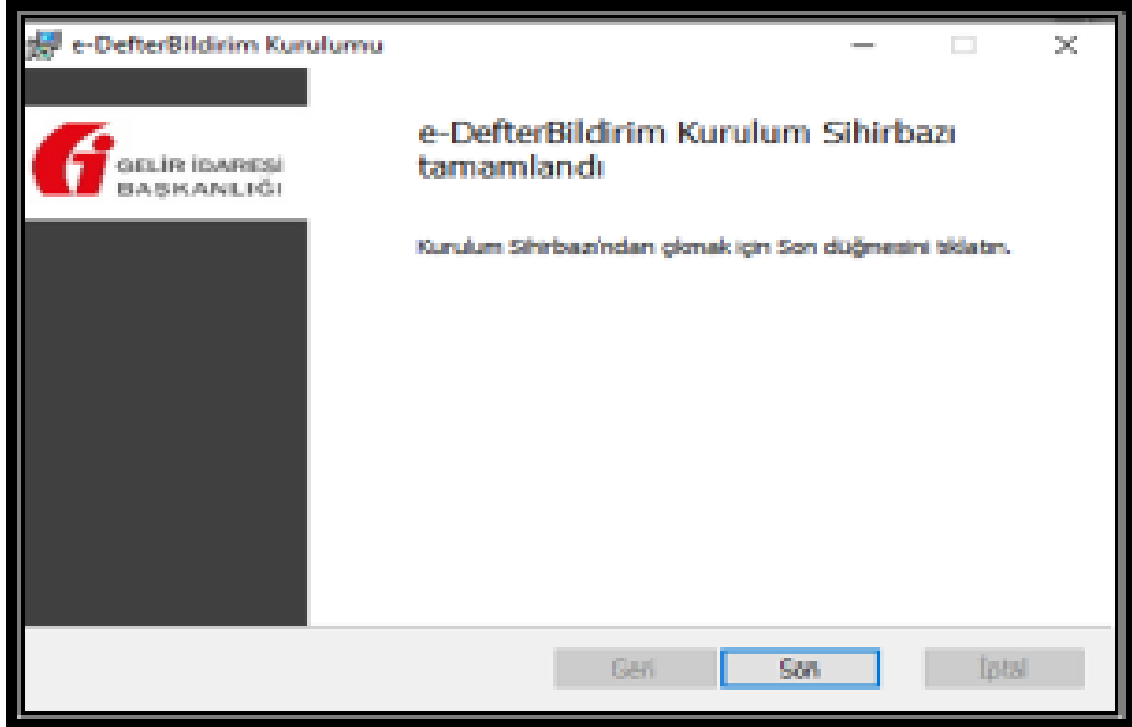 e-DefterBildirim Kurulumu
GELİR İDARESİ
BAŞKANLIĞI
e-DefterBildirim Kurulum Sihirbazı
tamamlandı
Kurulum Sihirbazı'ndan çıkmak için Son düğmesini tıklatın.
Geri
Son
İptal